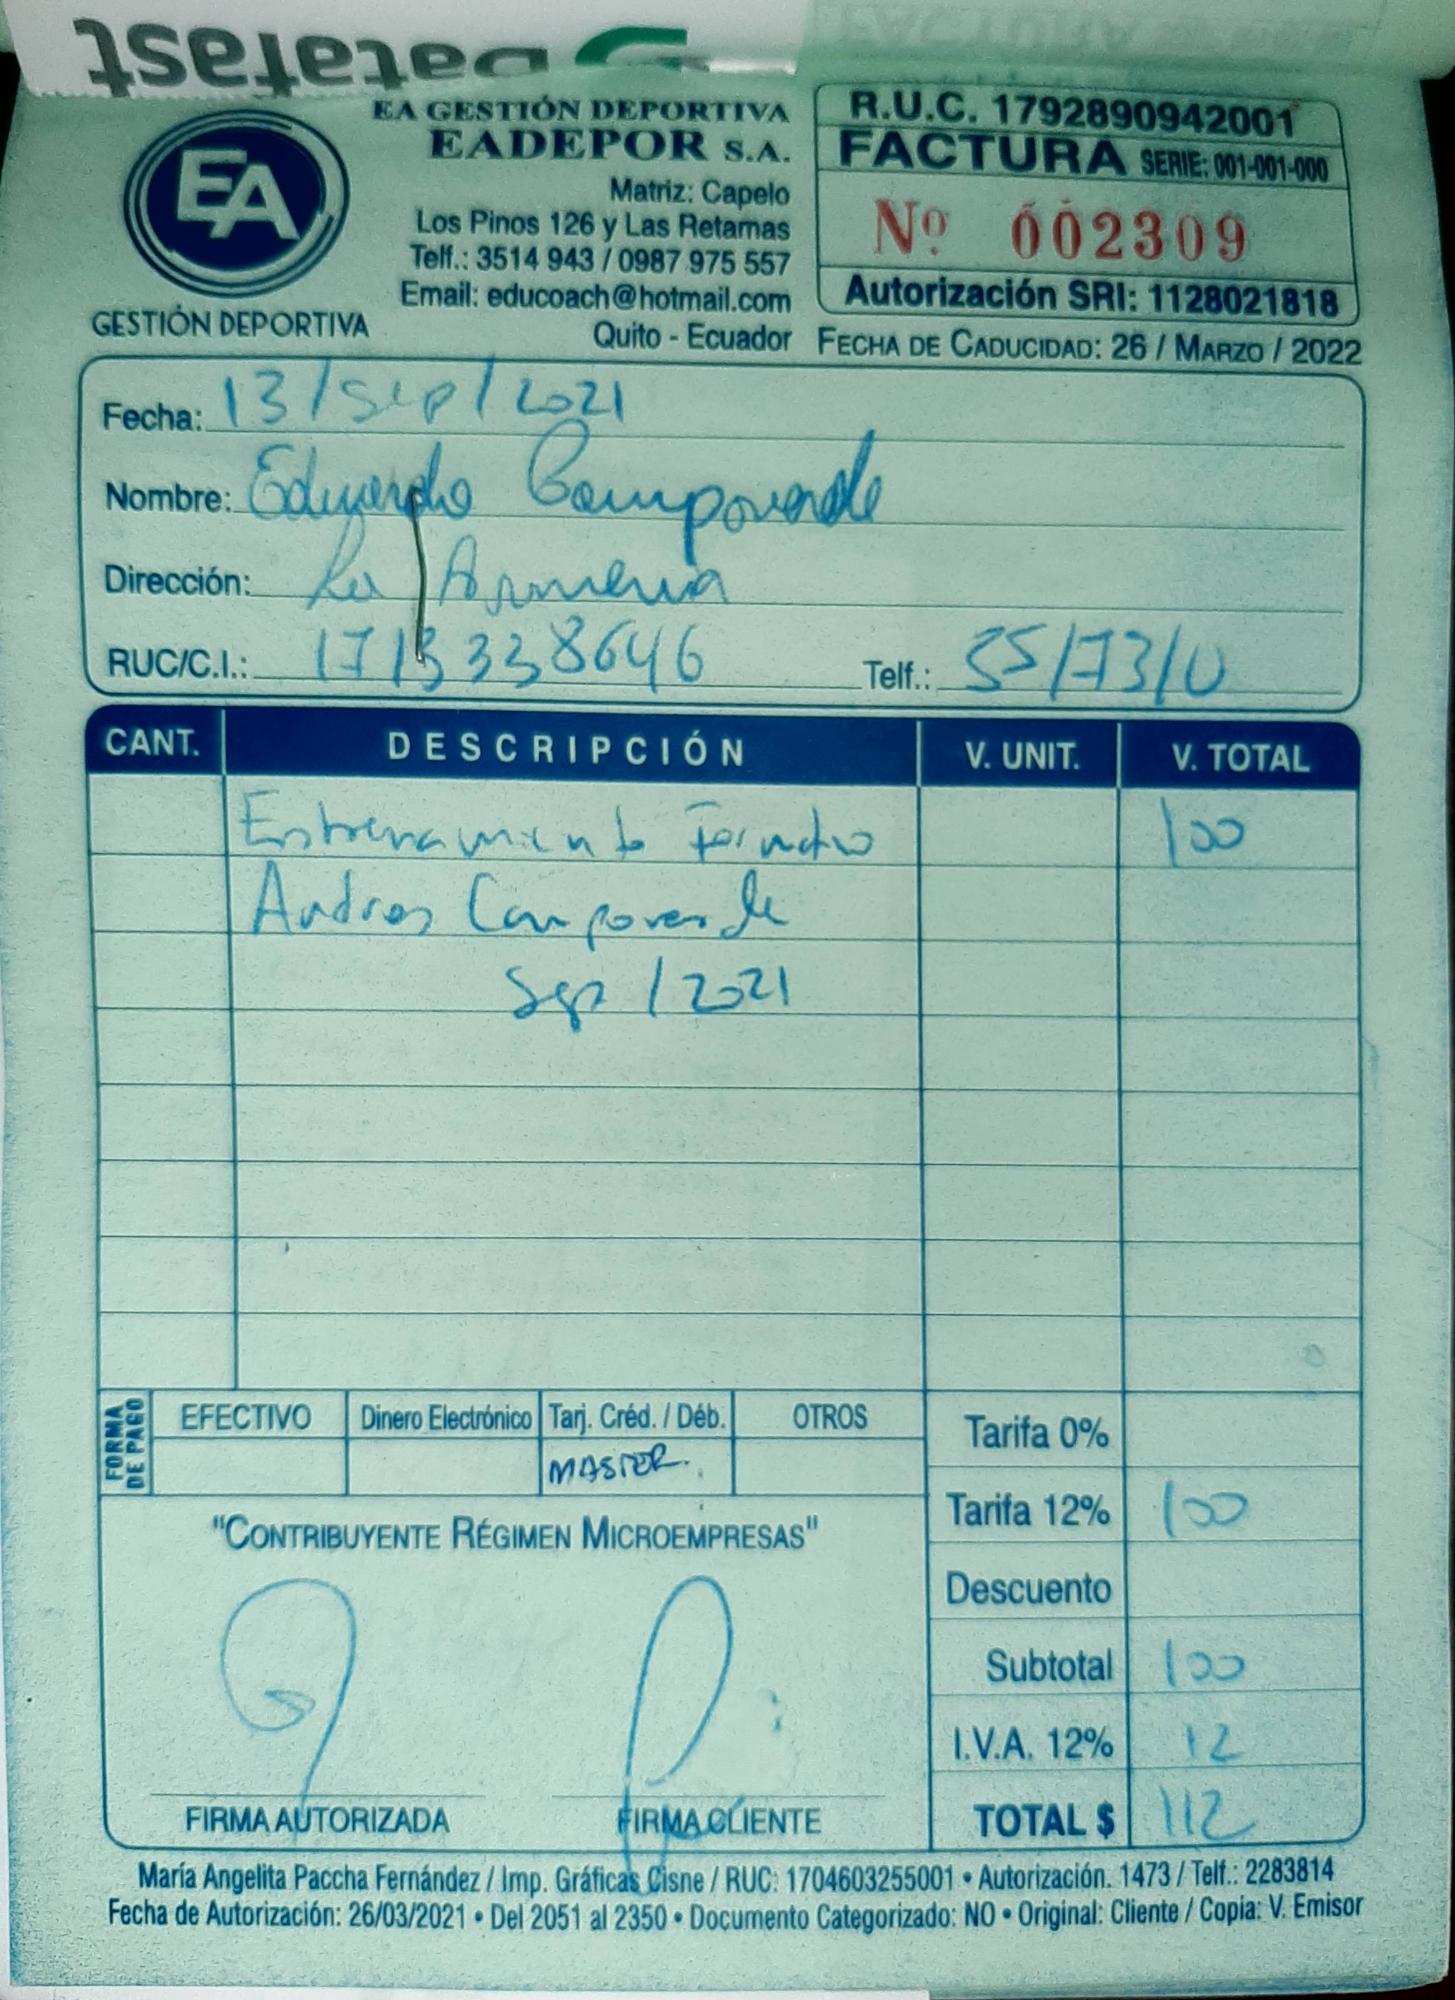 Datafast
EA
GESTIÓN DEPORTIVA
EA GESTIÓN DEPORTIVA
EADEPOR S.A.
Matriz: Capelo
Los Pinos 126 y Las Retamas
Telf.: 3514 943 / 0987 975 557
Email: educoach@hotmail.com
Quito - Ecuador
R.U.C. 1792890942001
FACTURA SERIE: 001-001-000
Nº 002309
Autorización SRI: 1128021818
FECHA DE CADUCIDAD: 26 / MARZO / 2022
Fecha: 13/Sep/2021
Nombre: Eduardo Campoverde
Dirección: La Armenia
RUC/C.I.: 1713338646 Telf.:
CANT. DESCRIPCIÓN V. UNIT. V. TOTAL
Entrenamiento 100
Andres Campoverde
Sep / 2021
FORMA DE PAGO
EFECTIVO Dinero Electrónico Tarj. Créd. / Déb. OTROS
MASTER.
Tarifa 0%
Tarifa 12% 100
Descuento
Subtotal 100
I.V.A. 12% 12
TOTAL $ 112
"CONTRIBUYENTE RÉGIMEN MICROEMPRESAS"
FIRMA AUTORIZADA FIRMA CLIENTE
María Angelita Paccha Fernández / Imp. Gráficas Cisne / RUC: 1704603255001 • Autorización. 1473 / Telf.: 2283814
Fecha de Autorización: 26/03/2021 • Del 2051 al 2350 • Documento Categorizado: NO • Original: Cliente / Copia: V. Emisor